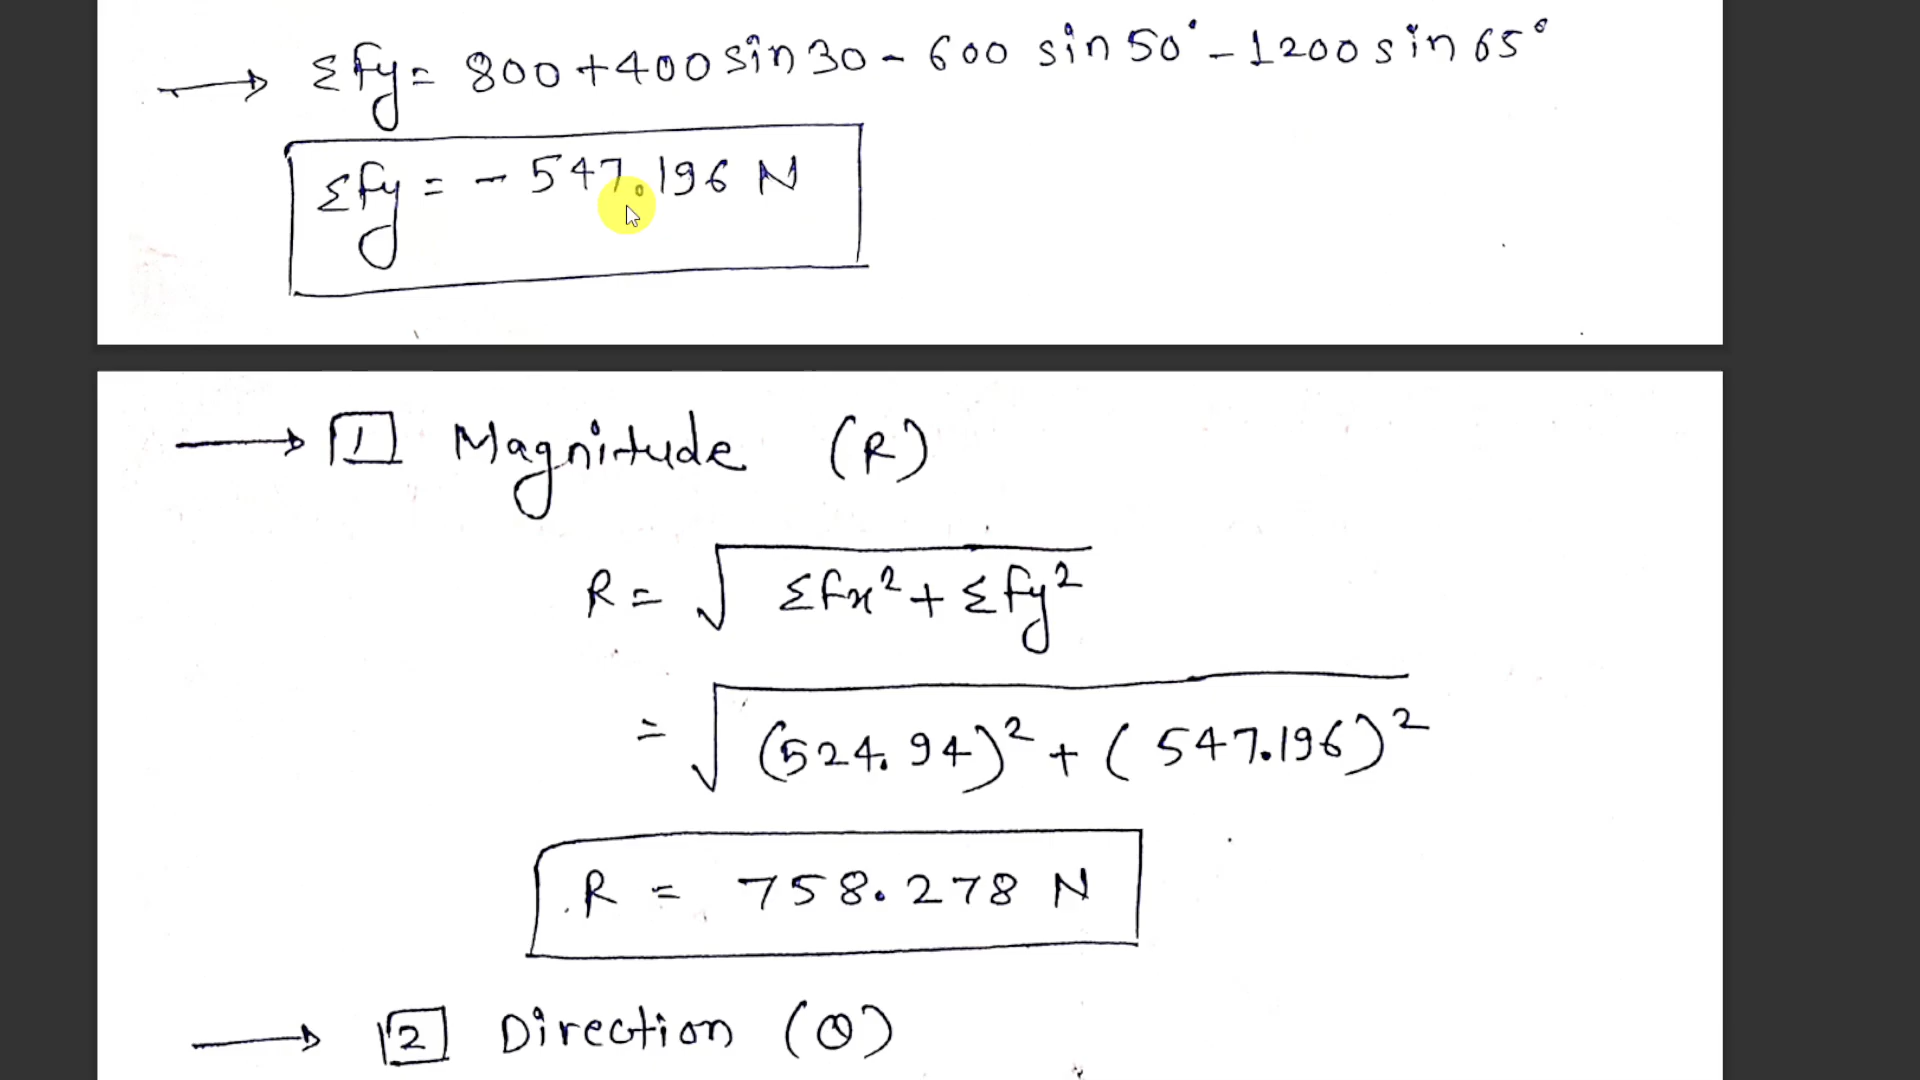 → Σfy = 800 + 400 sin 30 - 600 sin 50° - 1200 sin 65°
Σfy = - 547.196 N
→ 1 Magnitude (R)
R = √ Σfx² + Σfy²
= √ (524.94)² + (547.196)²
R = 758.278 N
→ 2 Direction (θ)